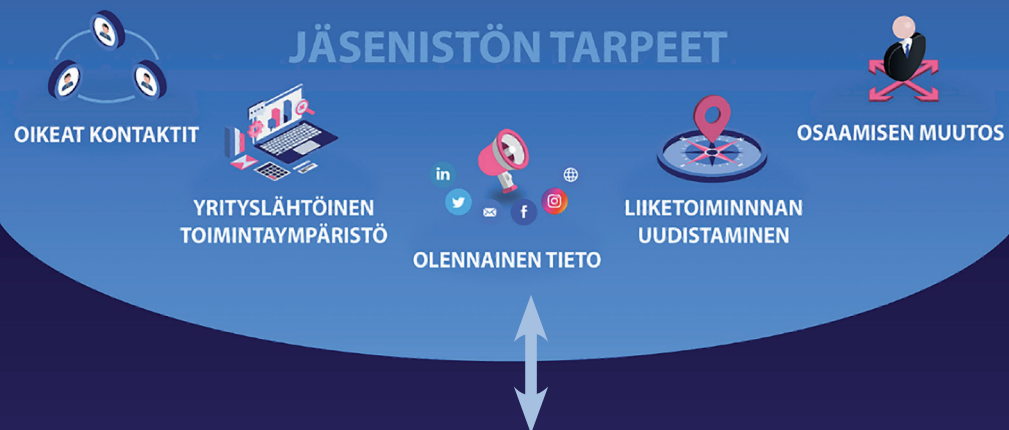 JÄSENISTÖN TARPEET
OIKEAT KONTAKTIT
YRITYSLÄHTÖINEN
TOIMINTAYMPÄRISTÖ
in
f
OLENNAINEN TIETO
LIIKETOIMINNNAN
UUDISTAMINEN
OSAAMISEN MUUTOS